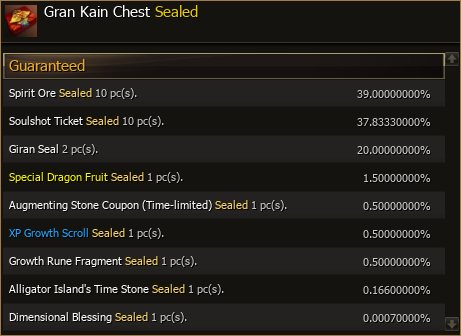 Gran Kain Chest Sealed
Guaranteed
Spirit Ore Sealed 10 pc(s). 39.00000000%
Soulshot Ticket Sealed 10 pc(s). 37.83330000%
Giran Seal 2 pc(s). 20.00000000%
Special Dragon Fruit Sealed 1 pc(s). 1.50000000%
Augmenting Stone Coupon (Time-limited) Sealed 1 pc(s). 0.50000000%
XP Growth Scroll Sealed 1 pc(s). 0.50000000%
Growth Rune Fragment Sealed 1 pc(s). 0.50000000%
Alligator Island's Time Stone Sealed 1 pc(s). 0.16600000%
Dimensional Blessing Sealed 1 pc(s). 0.00070000%